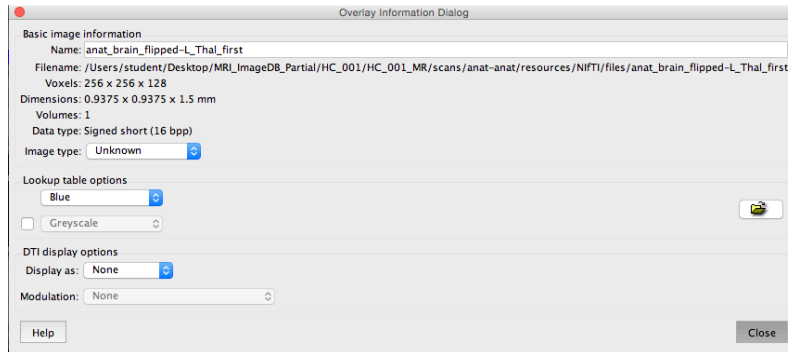 Overlay Information Dialog
Basic image information
Name: anat_brain_flipped-L_Thal_first
Filename: /Users/student/Desktop/MRI_ImageDB_Partial/HC_001/HC_001_MR/scans/anat-anat/resources/NIfTI/files/anat_brain_flipped-L_Thal_first
Voxels: 256 x 256 x 128
Dimensions: 0.9375 x 0.9375 x 1.5 mm
Volumes: 1
Data type: Signed short (16 bpp)
Image type: Unknown
Lookup table options
Blue
Greyscale
DTI display options
Display as: None
Modulation: None
Help Close